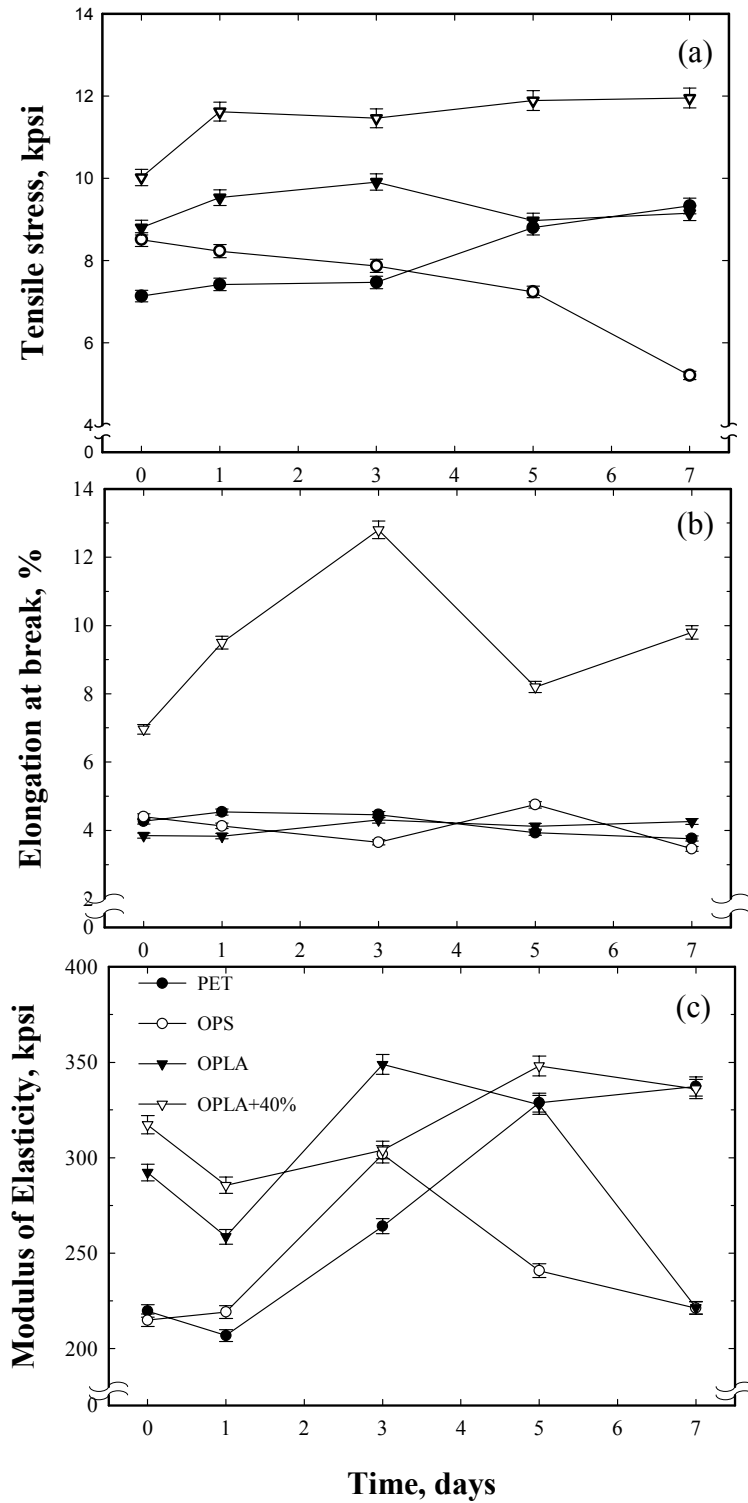 14
(a)
12
10
8
6
4
0
Tensile stress, kpsi
0 1 2 3 4 5 6 7
14
(b)
12
10
8
6
4
2
0
Elongation at break, %
0 1 2 3 4 5 6 7
400
PET
(c)
OPS
350
OPLA
OPLA+40%
300
250
200
0
Modulus of Elasticity, kpsi
0 1 2 3 4 5 6 7
Time, days